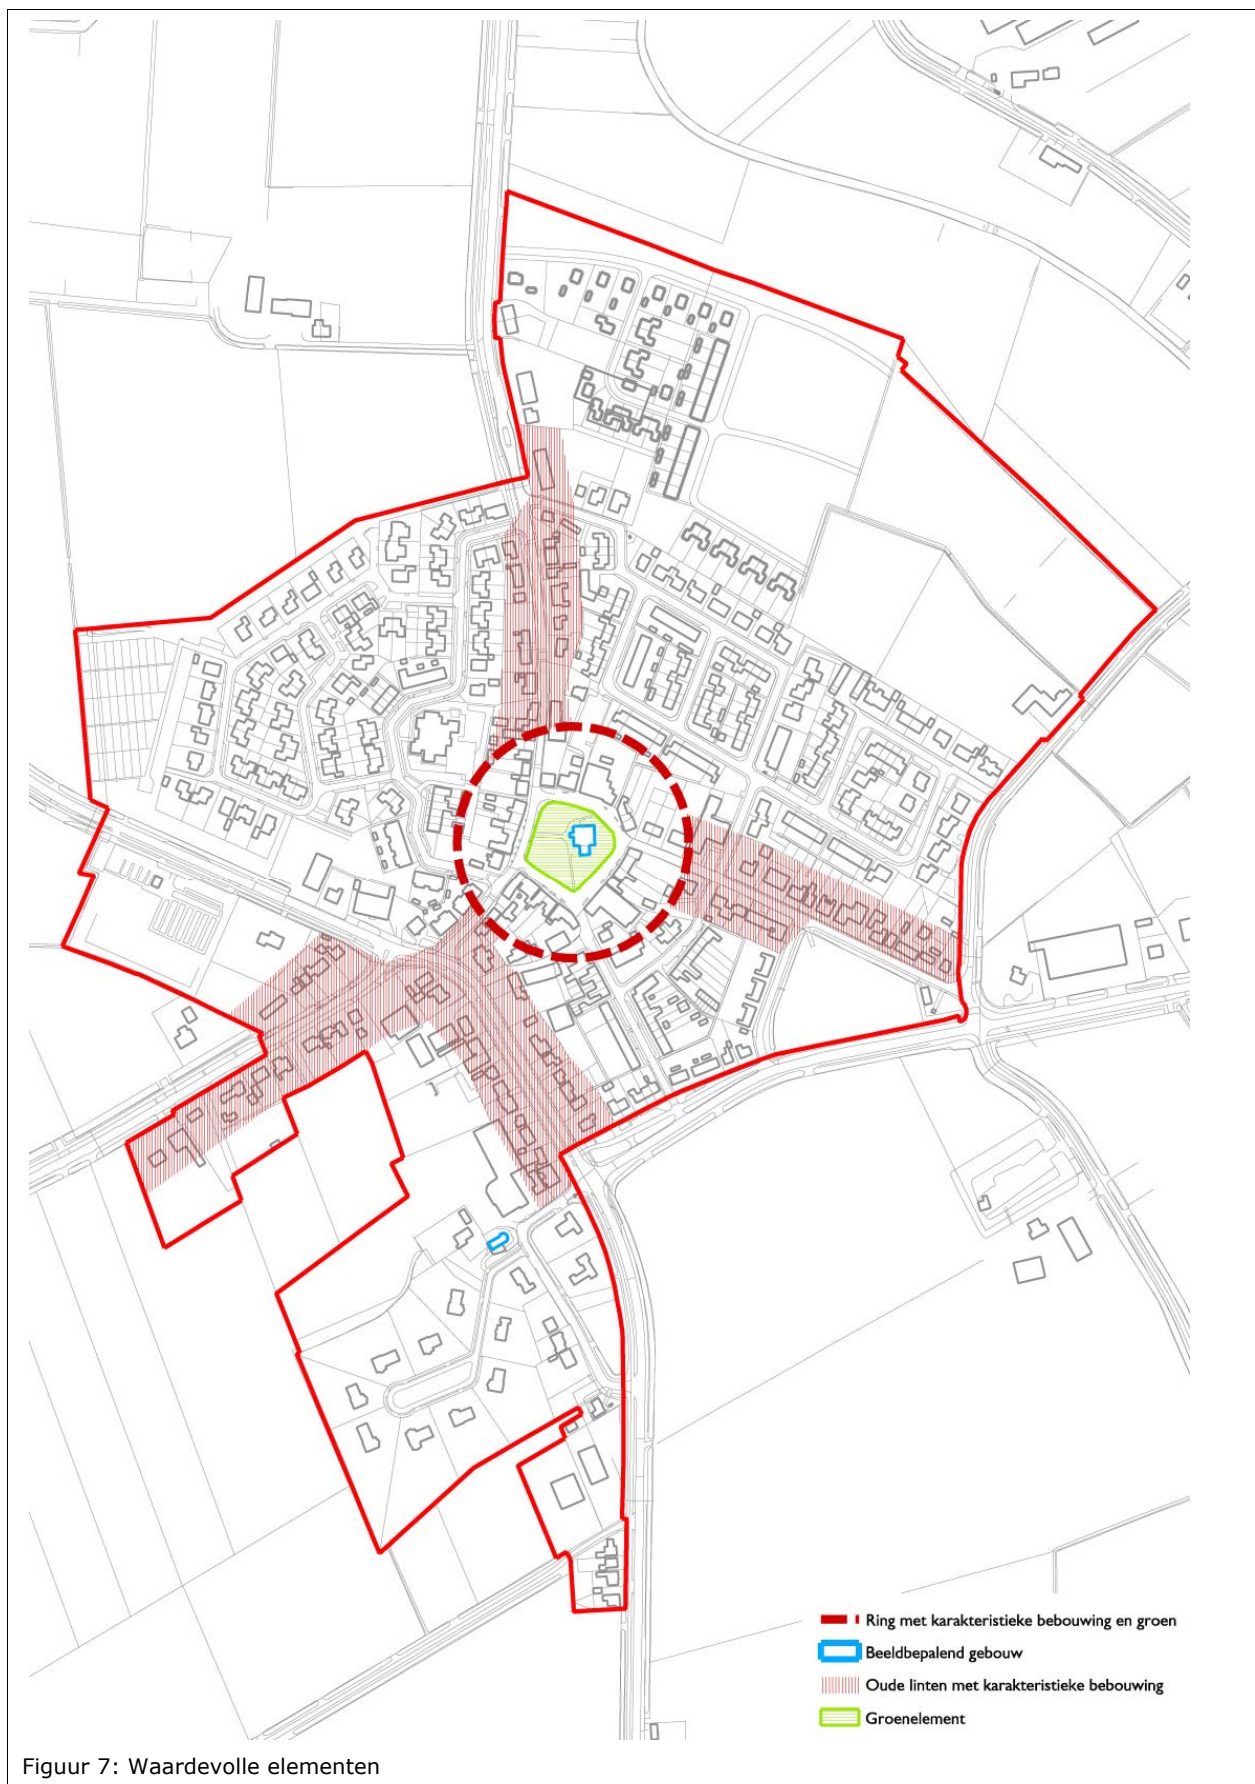 Ring met karakteristieke bebouwing en groen
Beeldbepalend gebouw
Oude linten met karakteristieke bebouwing
Groenelement
Figuur 7: Waardevolle elementen